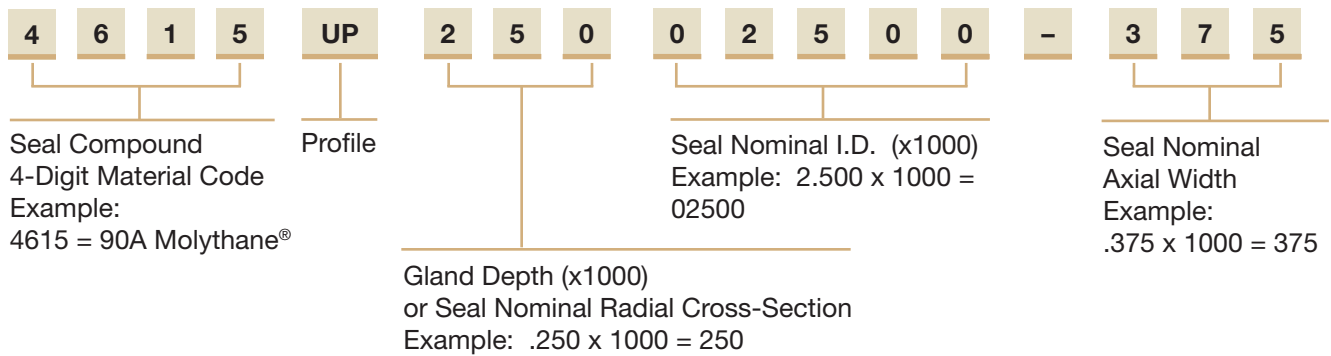 4 6 1 5 UP 2 5 0 0 2 5 0 0 – 3 7 5
Seal Compound
4-Digit Material Code
Example:
4615 = 90A Molythane®
Profile
Gland Depth (x1000)
or Seal Nominal Radial Cross-Section
Example: .250 x 1000 = 250
Seal Nominal I.D. (x1000)
Example: 2.500 x 1000 =
02500
Seal Nominal
Axial Width
Example:
.375 x 1000 = 375